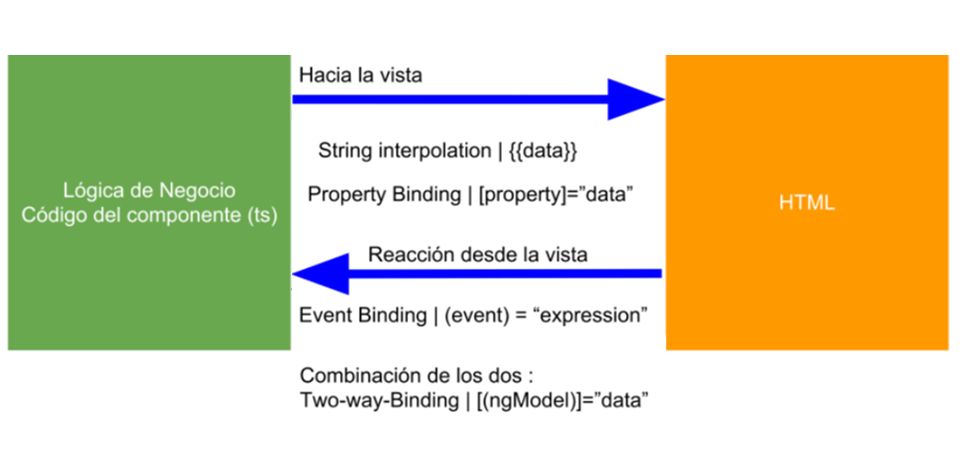 Hacia la vista
String interpolation | {{data}}
Lógica de Negocio
Código del componente (ts)
Property Binding | [property]=”data”
HTML
Reacción desde la vista
Event Binding | (event) = “expression”
Combinación de los dos :
Two-way-Binding | [(ngModel)]=”data”